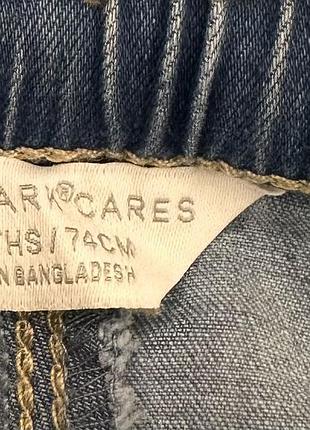 ARK® CARES
THS / 74CM
N BANGLADESH